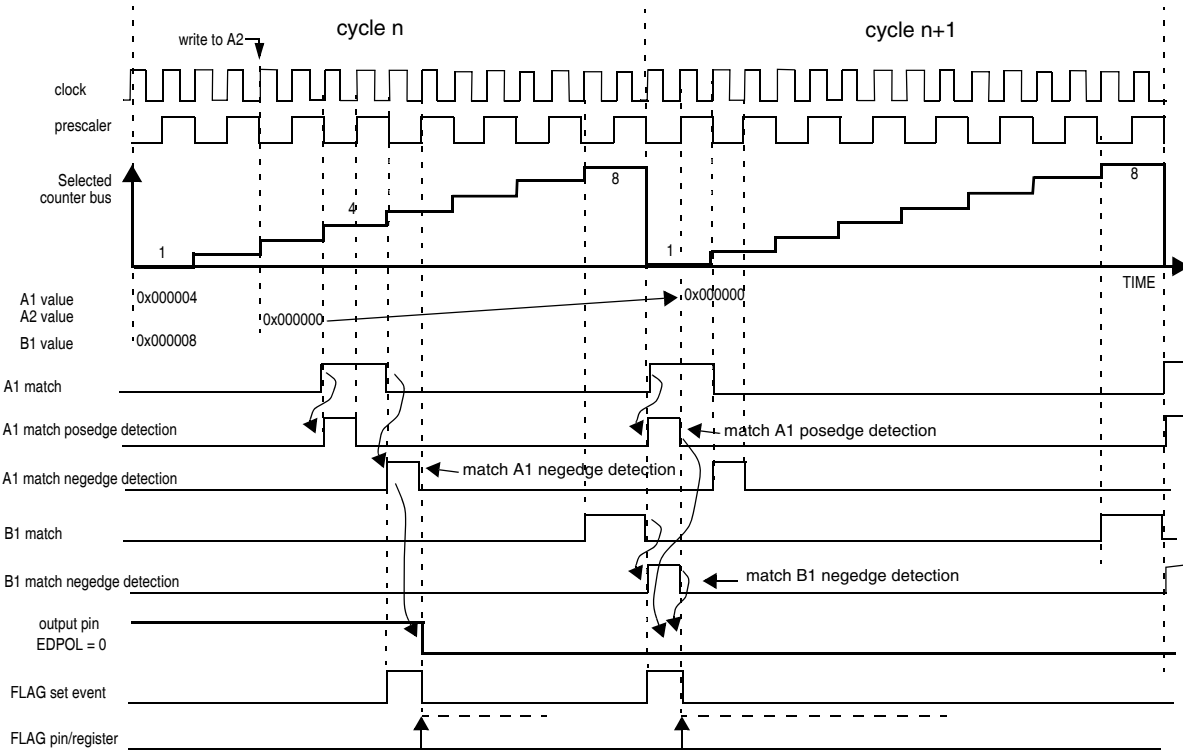 cycle n
cycle n+1
write to A2
clock
prescaler
Selected
counter bus
1
4
8
1
8
TIME
A1 value
0x000004
0x000000
A2 value
0x000000
B1 value
0x000008
A1 match
A1 match posedge detection
match A1 posedge detection
A1 match negedge detection
match A1 negedge detection
B1 match
B1 match negedge detection
match B1 negedge detection
output pin
EDPOL = 0
FLAG set event
FLAG pin/register